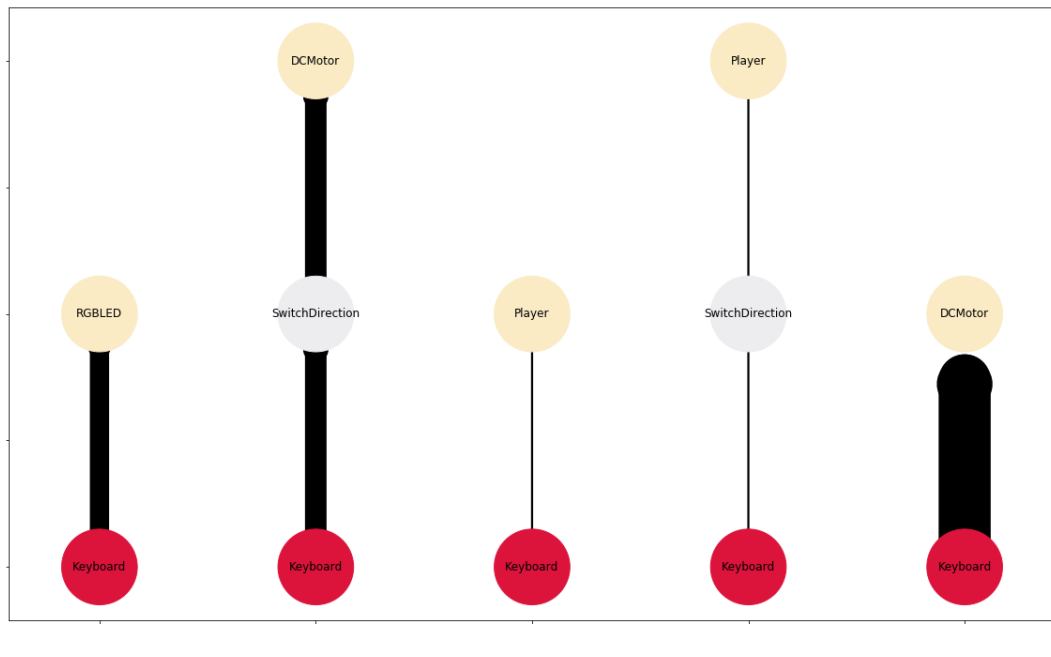 DCMotor
Player
RGBLED
SwitchDirection
Player
SwitchDirection
DCMotor
Keyboard
Keyboard
Keyboard
Keyboard
Keyboard